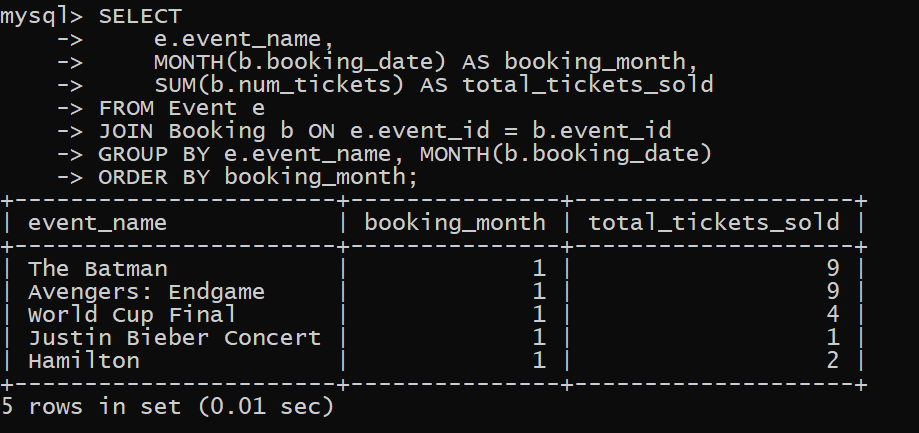 mysql> SELECT
    ->     e.event_name,
    ->     MONTH(b.booking_date) AS booking_month,
    ->     SUM(b.num_tickets) AS total_tickets_sold
    -> FROM Event e
    -> JOIN Booking b ON e.event_id = b.event_id
    -> GROUP BY e.event_name, MONTH(b.booking_date)
    -> ORDER BY booking_month;
+-----------------------+---------------+--------------------+
| event_name            | booking_month | total_tickets_sold |
+-----------------------+---------------+--------------------+
| The Batman            |             1 |                  9 |
| Avengers: Endgame     |             1 |                  9 |
| World Cup Final       |             1 |                  4 |
| Justin Bieber Concert |             1 |                  1 |
| Hamilton              |             1 |                  2 |
+-----------------------+---------------+--------------------+
5 rows in set (0.01 sec)